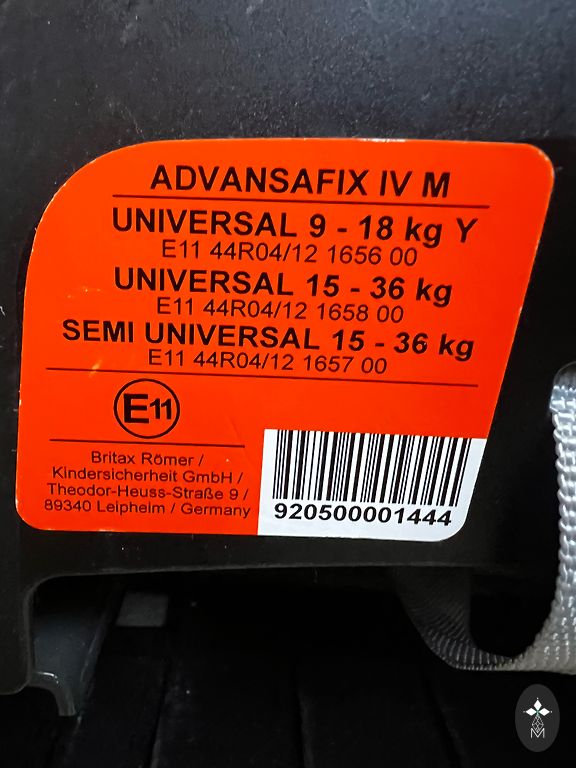 ADVANSAFIX IV M
UNIVERSAL 9 - 18 kg Y
E11 44R04/12 1656 00
UNIVERSAL 15 - 36 kg
E11 44R04/12 1658 00
SEMI UNIVERSAL 15 - 36 kg
E11 44R04/12 1657 00
E11
Britax Römer /
Kindersicherheit GmbH /
Theodor-Heuss-Straße 9 /
89340 Leipheim / Germany
920500001444
M